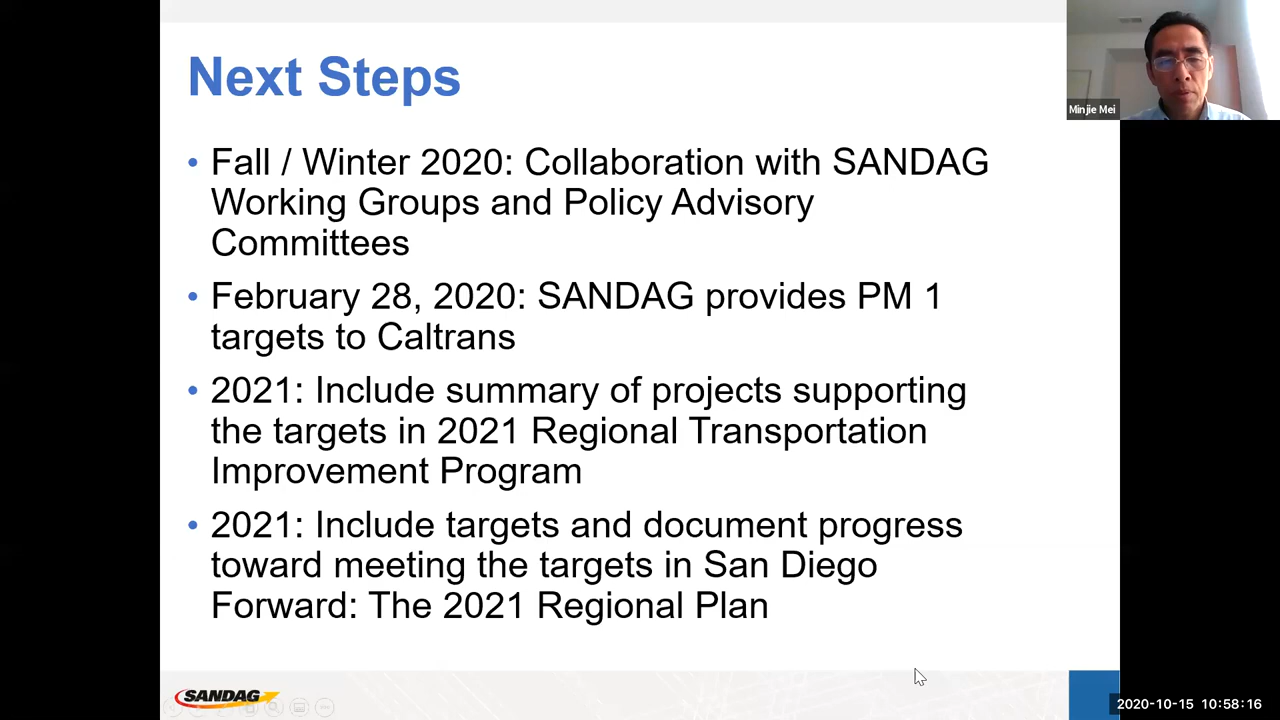 Next Steps
Minjie Mei
• Fall / Winter 2020: Collaboration with SANDAG
Working Groups and Policy Advisory
Committees
• February 28, 2020: SANDAG provides PM 1
targets to Caltrans
• 2021: Include summary of projects supporting
the targets in 2021 Regional Transportation
Improvement Program
• 2021: Include targets and document progress
toward meeting the targets in San Diego
Forward: The 2021 Regional Plan
SANDAG
2020-10-15 10:58:16